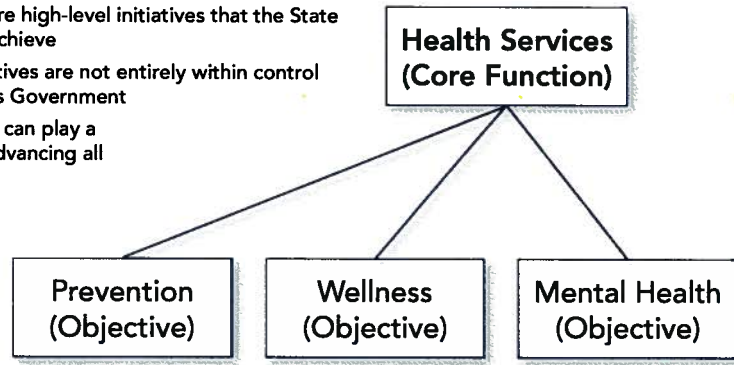 re high-level initiatives that the State
chieve
tives are not entirely within control
s Government
can play a
dvancing all
Health Services
(Core Function)
Prevention
(Objective)
Wellness
(Objective)
Mental Health
(Objective)